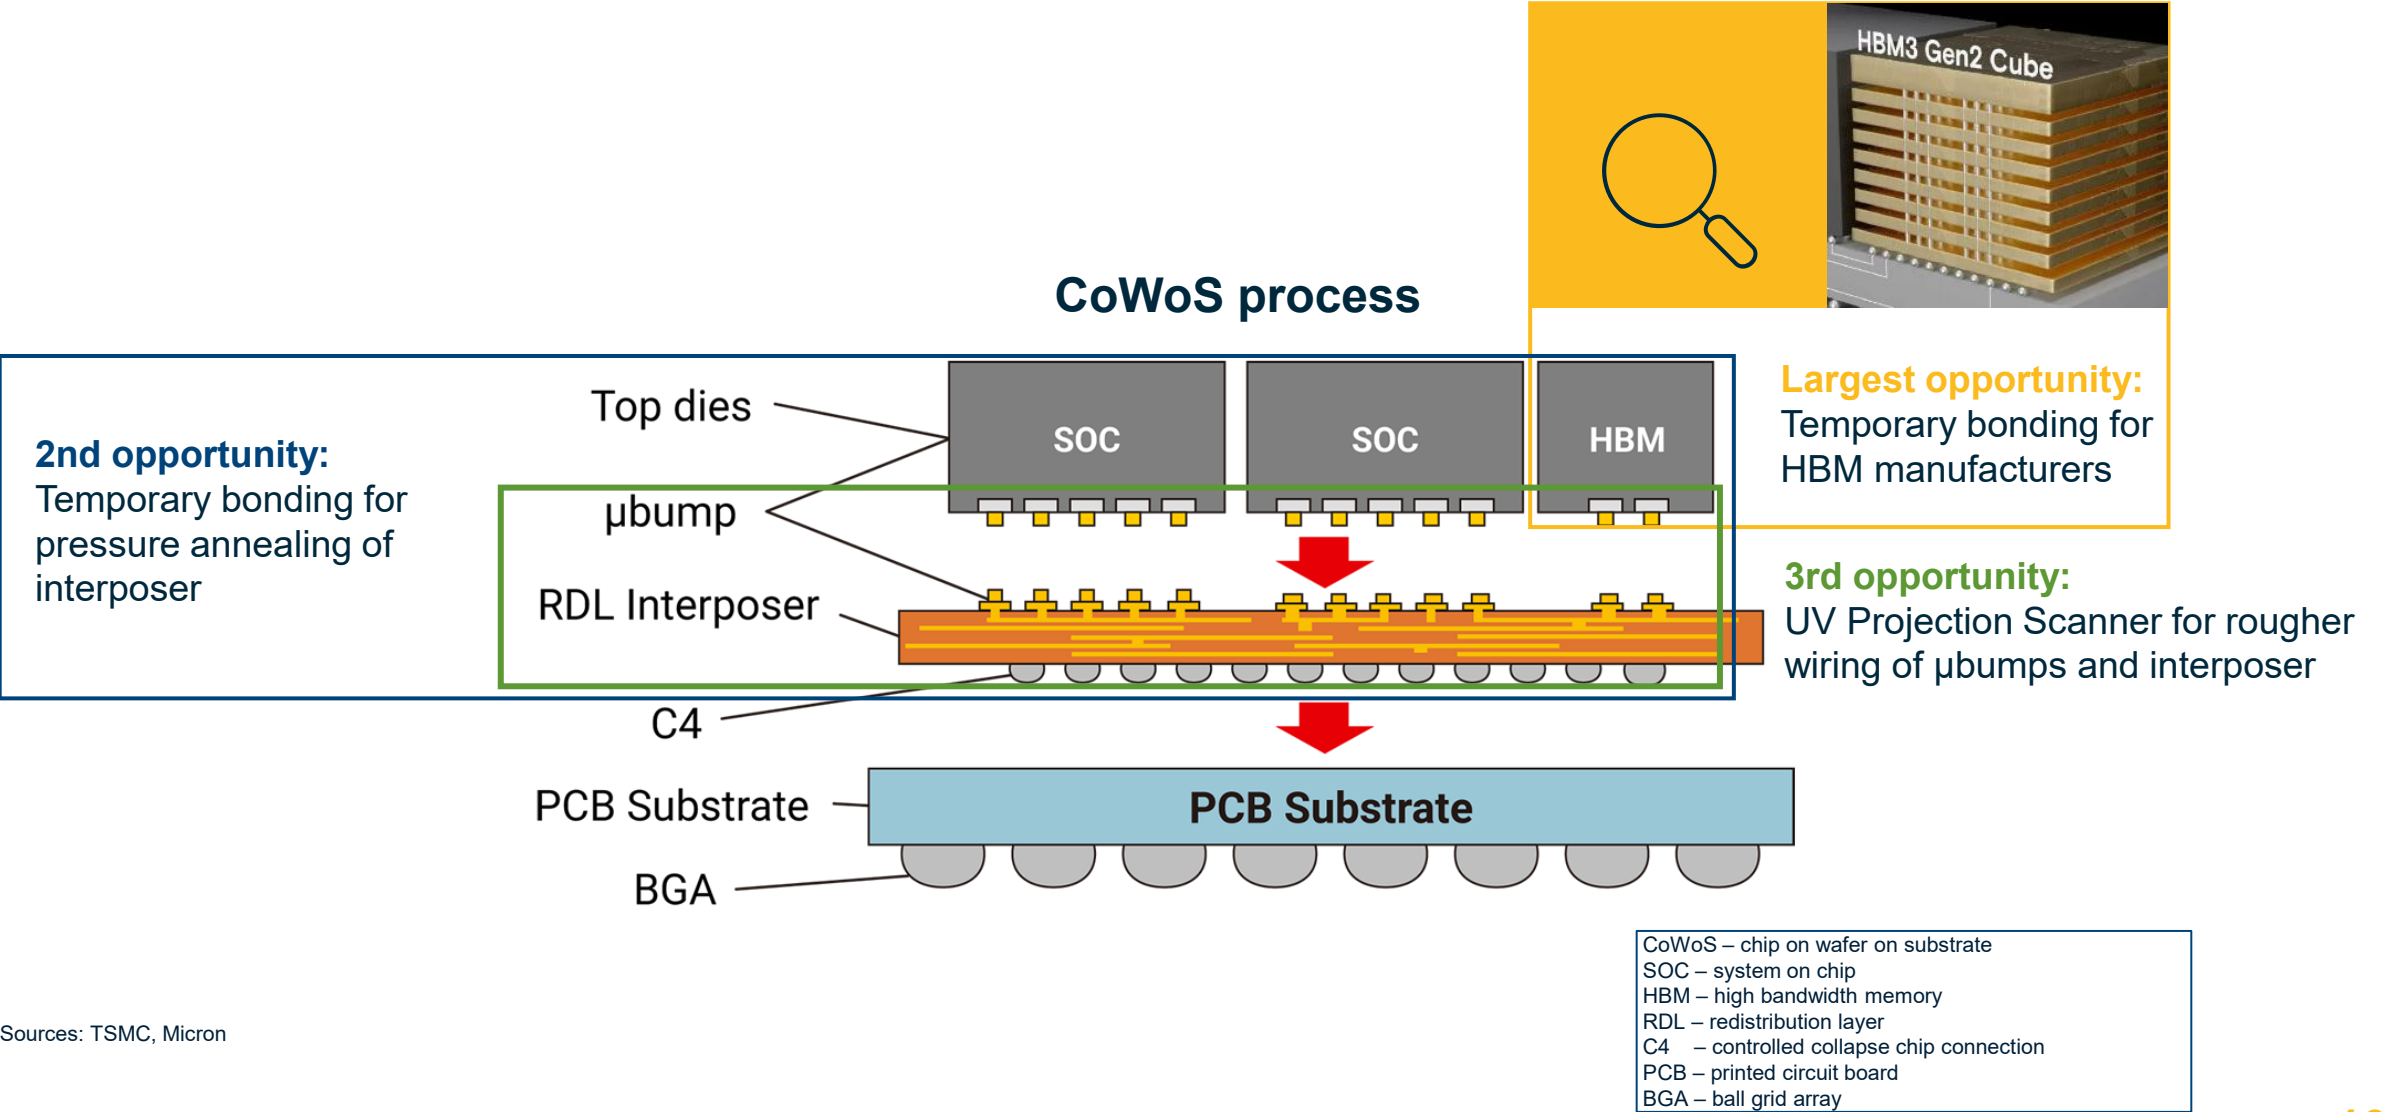 HBM3 Gen2 Cube
CoWoS process
Top dies
SOC
SOC
HBM
Largest opportunity:
Temporary bonding for
HBM manufacturers
2nd opportunity:
Temporary bonding for
pressure annealing of
interposer
µbump
RDL Interposer
3rd opportunity:
UV Projection Scanner for rougher
wiring of µbumps and interposer
C4
PCB Substrate
PCB Substrate
BGA
CoWoS – chip on wafer on substrate
SOC – system on chip
HBM – high bandwidth memory
RDL – redistribution layer
C4 – controlled collapse chip connection
PCB – printed circuit board
BGA – ball grid array
Sources: TSMC, Micron